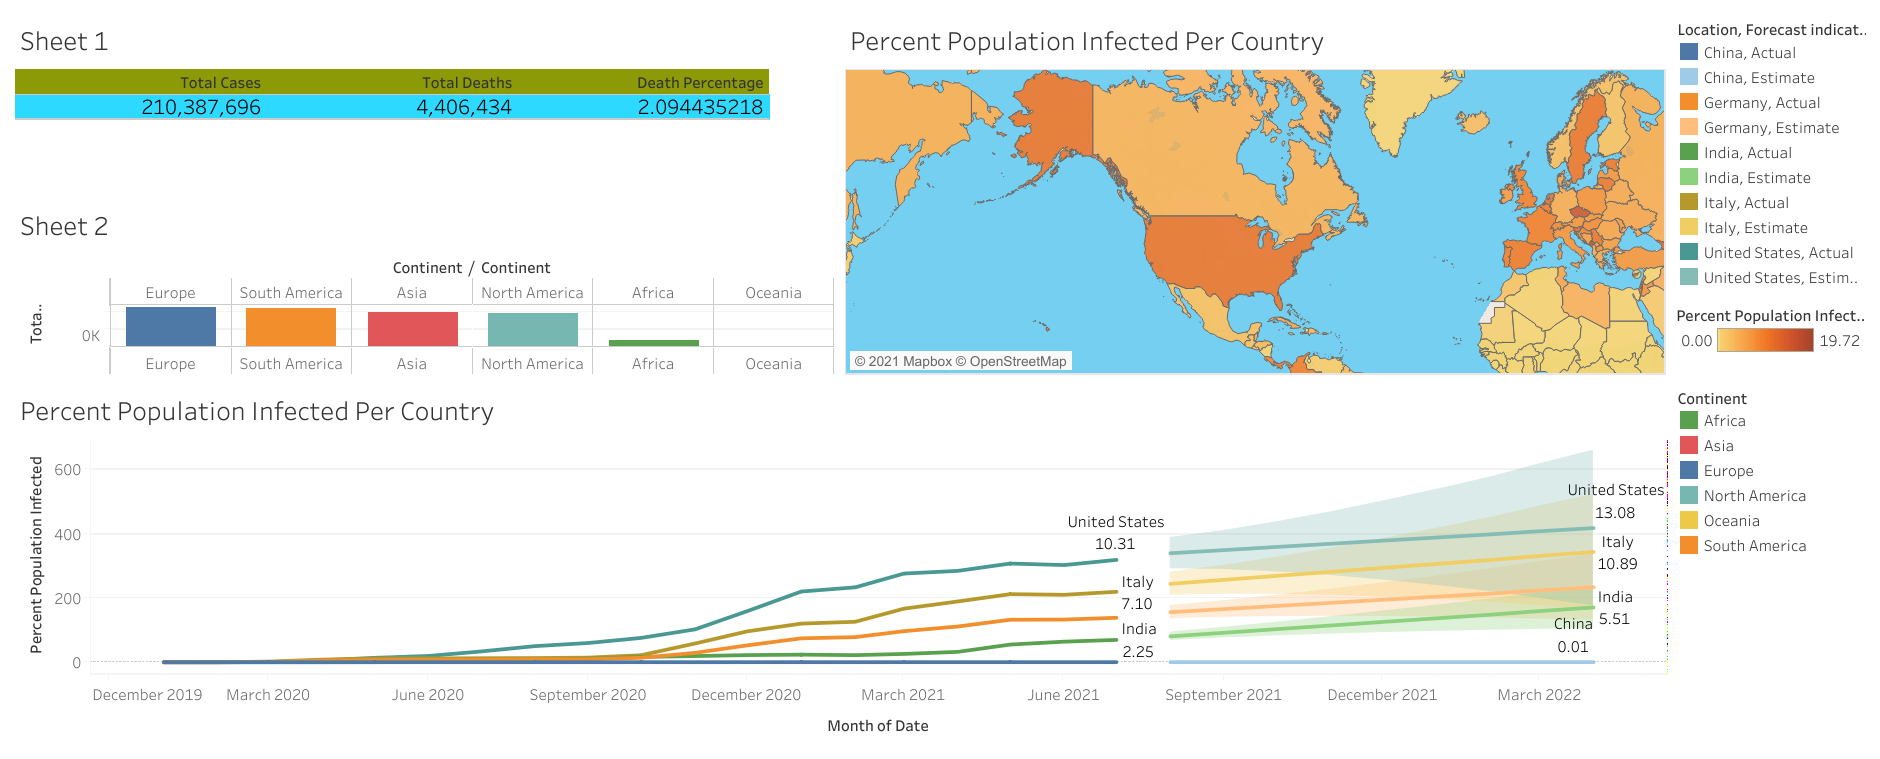 Sheet 1
Total Cases Total Deaths Death Percentage
210,387,696 4,406,434 2.094435218
Sheet 2
Continent / Continent
Europe South America Asia North America Africa Oceania
Tota..
0K
Europe South America Asia North America Africa Oceania
Percent Population Infected Per Country
© 2021 Mapbox © OpenStreetMap
Location, Forecast indicat..
China, Actual
China, Estimate
Germany, Actual
Germany, Estimate
India, Actual
India, Estimate
Italy, Actual
Italy, Estimate
United States, Actual
United States, Estim..
Percent Population Infect..
0.00 19.72
Continent
Africa
Asia
Europe
North America
Oceania
South America
Percent Population Infected Per Country
Percent Population Infected
600
400
200
0
United States
10.31
Italy
7.10
India
2.25
United States
13.08
Italy
10.89
India
5.51
China
0.01
December 2019 March 2020 June 2020 September 2020 December 2020 March 2021 June 2021 September 2021 December 2021 March 2022
Month of Date